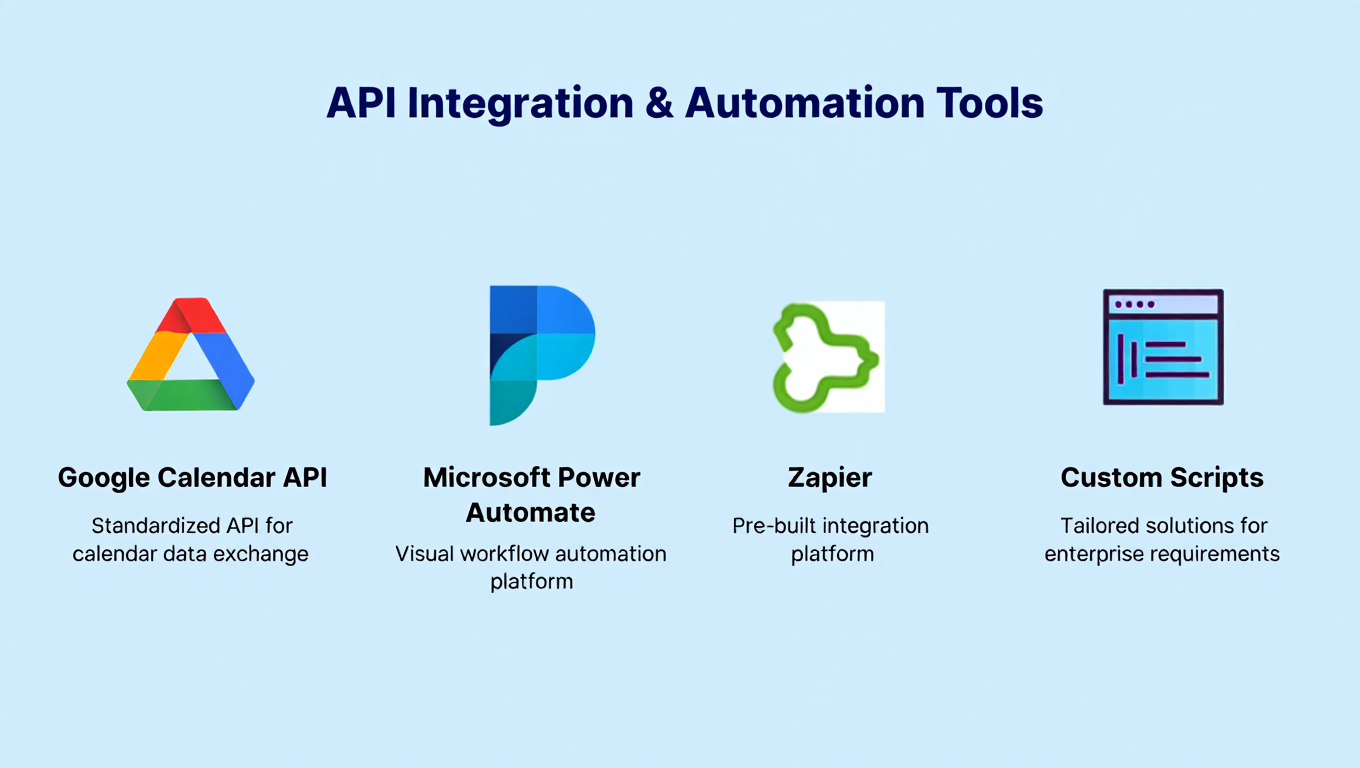 API Integration & Automation Tools
Google Calendar API
Standardized API for
calendar data exchange
Microsoft Power
Automate
Visual workflow automation
platform
Zapier
Pre-built integration
platform
Custom Scripts
Tailored solutions for
enterprise requirements